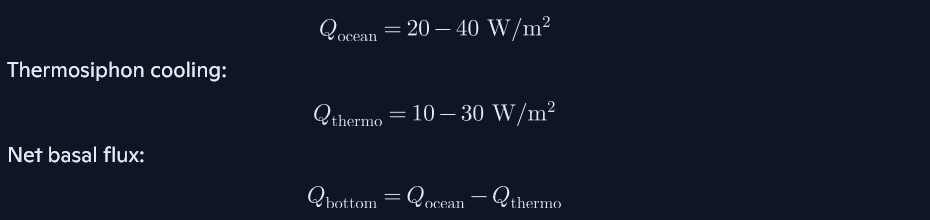 Q_ocean = 20 – 40 W/m²
Thermosiphon cooling:
Q_thermo = 10 – 30 W/m²
Net basal flux:
Q_bottom = Q_ocean − Q_thermo